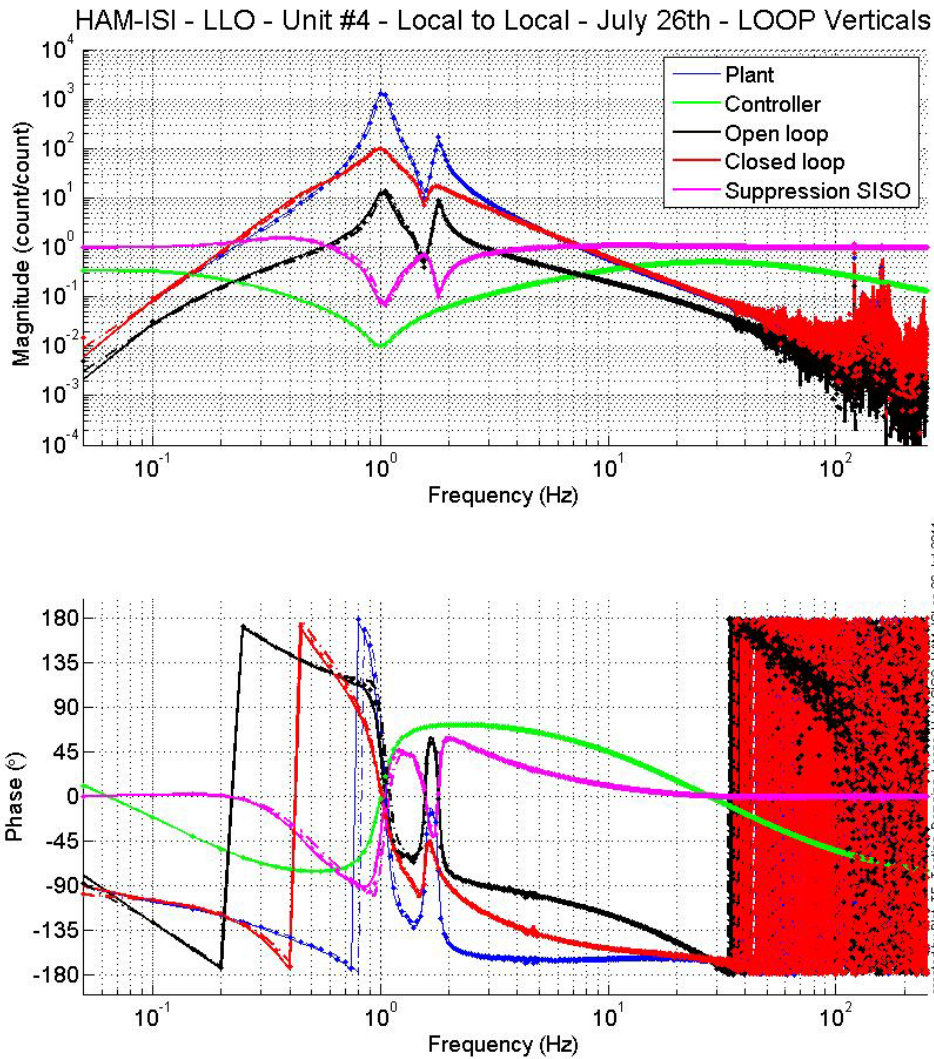 HAM-ISI - LLO - Unit #4 - Local to Local - July 26th - LOOP Verticals
10^4
10^3
10^2
10^1
10^0
10^-1
10^-2
10^-3
10^-4
Magnitude (count/count)
Plant
Controller
Open loop
Closed loop
Suppression SISO
10^-1 10^0 10^1 10^2
Frequency (Hz)
180
135
90
45
0
-45
-90
-135
-180
Phase (°)
10^-1 10^0 10^1 10^2
Frequency (Hz)